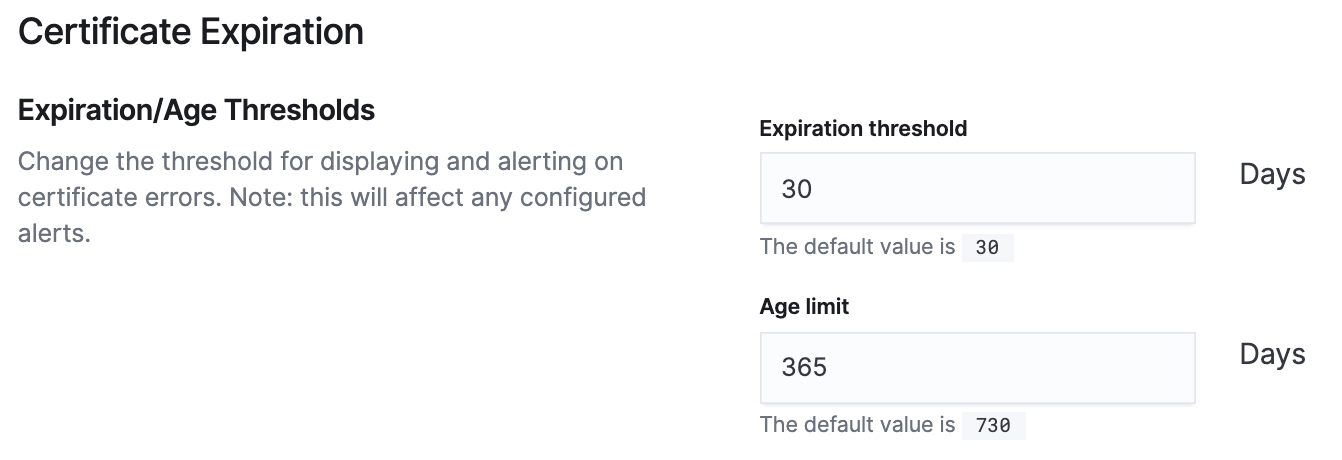 Certificate Expiration
Expiration/Age Thresholds
Change the threshold for displaying and alerting on
certificate errors. Note: this will affect any configured
alerts.
Expiration threshold
30 Days
The default value is 30
Age limit
365 Days
The default value is 730